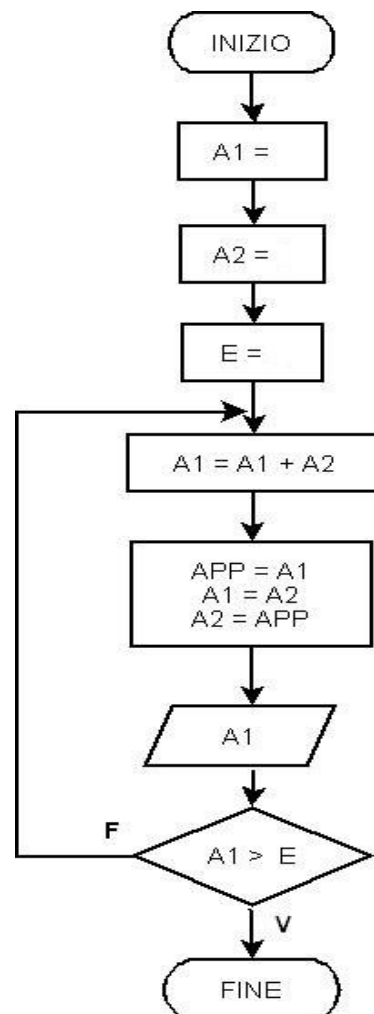 INIZIO
A1 =
A2 =
E =
A1 = A1 + A2
APP = A1
A1 = A2
A2 = APP
A1
F
A1 > E
V
FINE